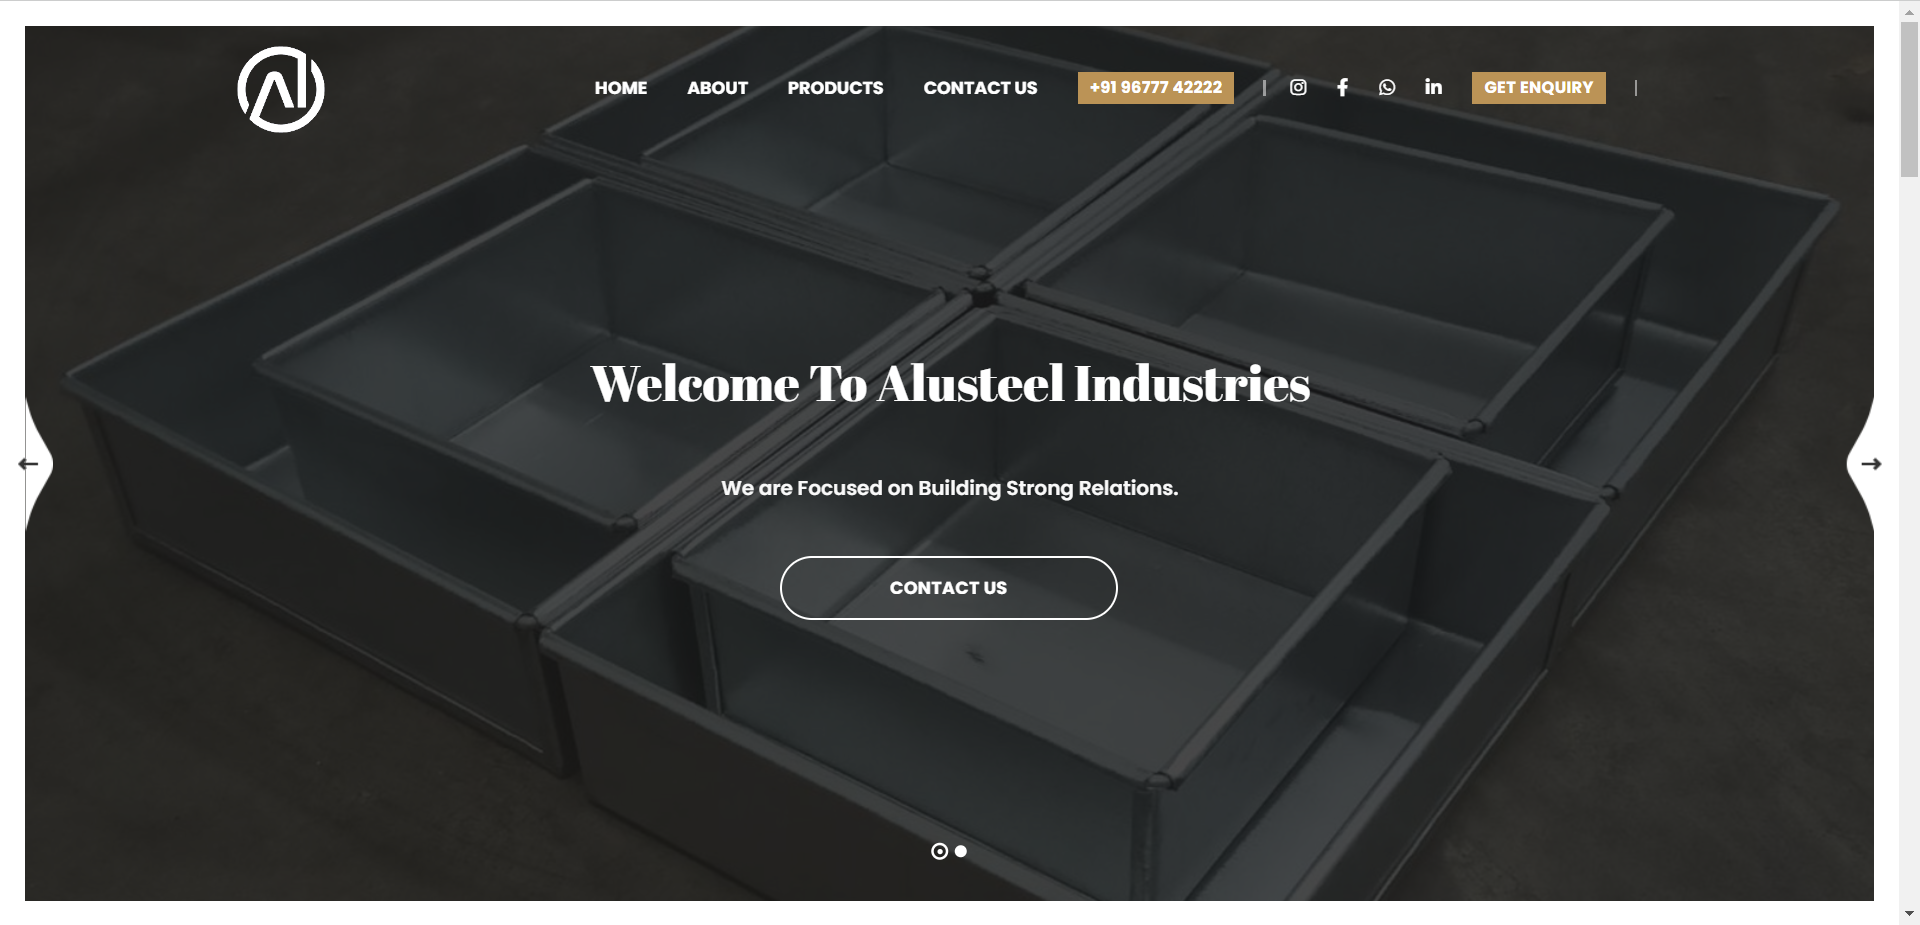 AI
HOME ABOUT PRODUCTS CONTACT US +91 96777 42222 | GET ENQUIRY |
Welcome To Alusteel Industries
We are Focused on Building Strong Relations.
CONTACT US